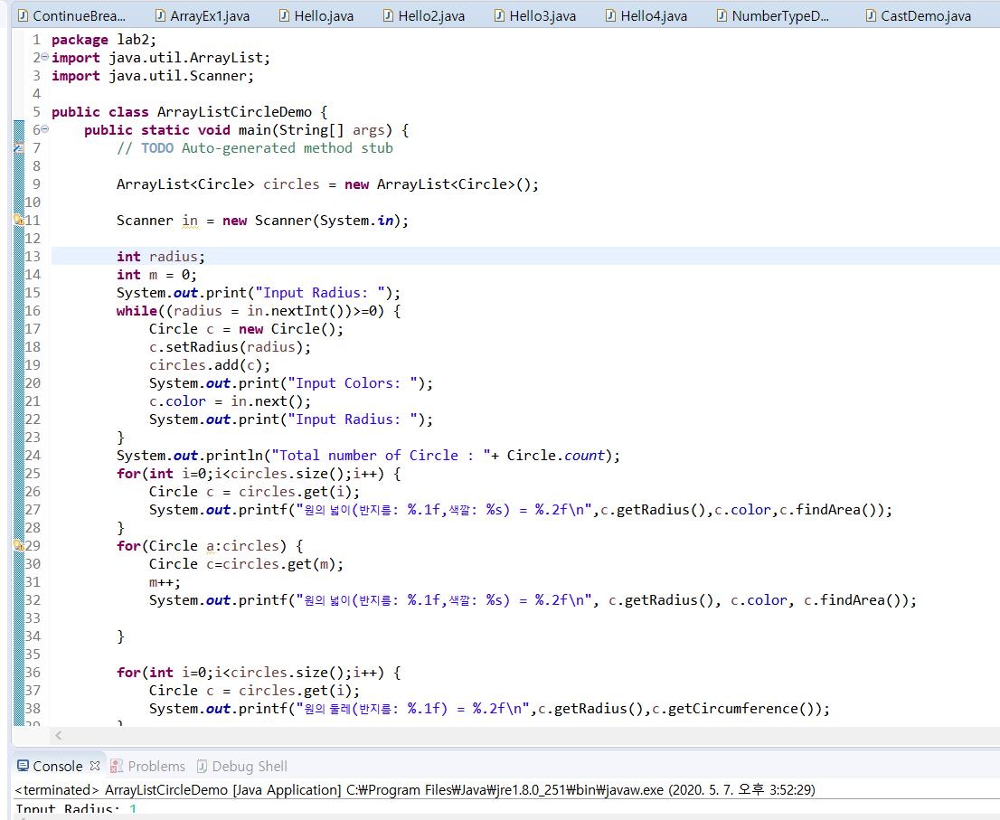 ContinueBrea... ArrayEx1.java Hello.java Hello2.java Hello3.java Hello4.java NumberTypeD... CastDemo.java
1 package lab2;
2 import java.util.ArrayList;
3 import java.util.Scanner;
4
5 public class ArrayListCircleDemo {
6 public static void main(String[] args) {
7 // TODO Auto-generated method stub
8
9 ArrayList<Circle> circles = new ArrayList<Circle>();
10
11 Scanner in = new Scanner(System.in);
12
13 int radius;
14 int m = 0;
15 System.out.print("Input Radius: ");
16 while((radius = in.nextInt())>=0) {
17 Circle c = new Circle();
18 c.setRadius(radius);
19 circles.add(c);
20 System.out.print("Input Colors: ");
21 c.color = in.next();
22 System.out.print("Input Radius: ");
23 }
24 System.out.println("Total number of Circle : "+ Circle.count);
25 for(int i=0;i<circles.size();i++) {
26 Circle c = circles.get(i);
27 System.out.printf("원의 넓이(반지름: %.1f,색깔: %s) = %.2f\n",c.getRadius(),c.color,c.findArea());
28 }
29 for(Circle a:circles) {
30 Circle c=circles.get(m);
31 m++;
32 System.out.printf("원의 넓이(반지름: %.1f,색깔: %s) = %.2f\n", c.getRadius(), c.color, c.findArea());
33
34 }
35
36 for(int i=0;i<circles.size();i++) {
37 Circle c = circles.get(i);
38 System.out.printf("원의 둘레(반지름: %.1f) = %.2f\n",c.getRadius(),c.getCircumference());
39 }
Console Problems Debug Shell
<terminated> ArrayListCircleDemo [Java Application] C:₩Program Files₩Java₩jre1.8.0_251₩bin₩javaw.exe (2020. 5. 7. 오후 3:52:29)
Input Radius: 1